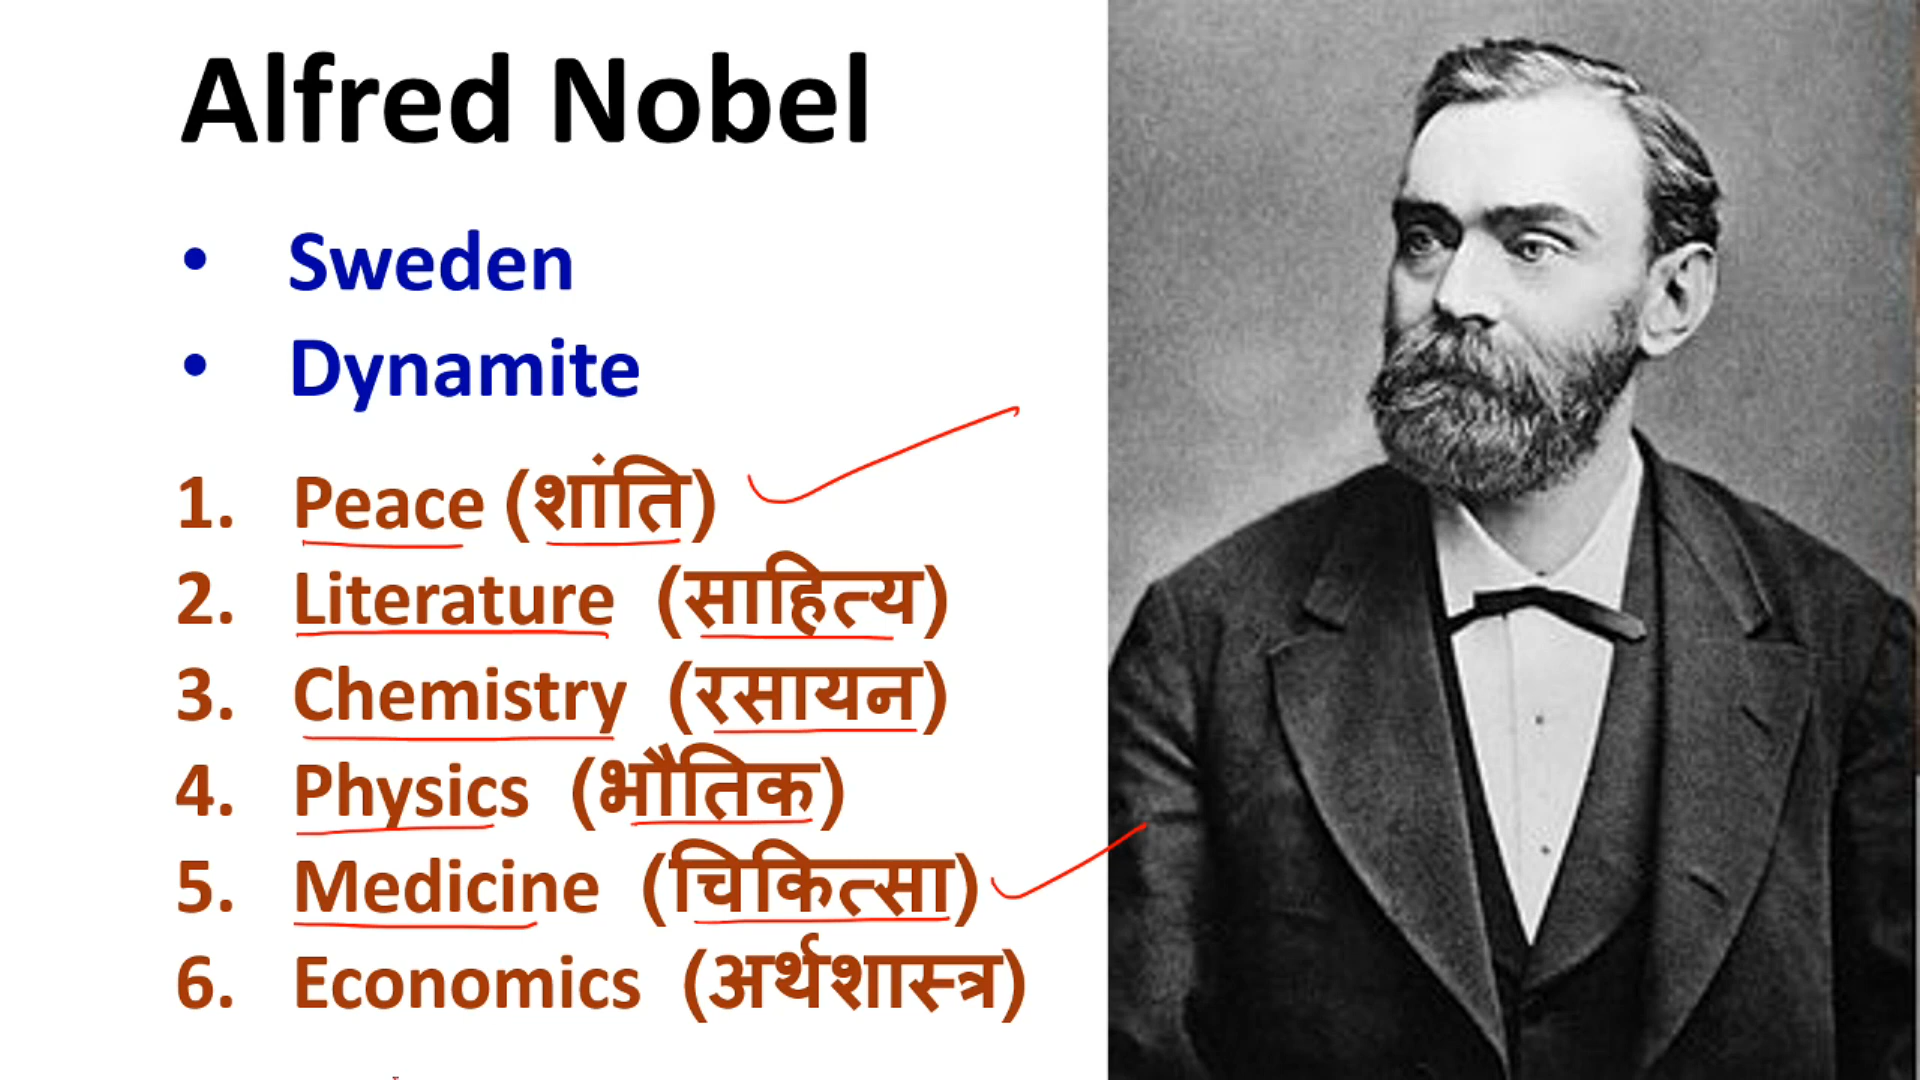 Alfred Nobel
• Sweden
• Dynamite
1. Peace (शांति)
2. Literature (साहित्य)
3. Chemistry (रसायन)
4. Physics (भौतिक)
5. Medicine (चिकित्सा)
6. Economics (अर्थशास्त्र)